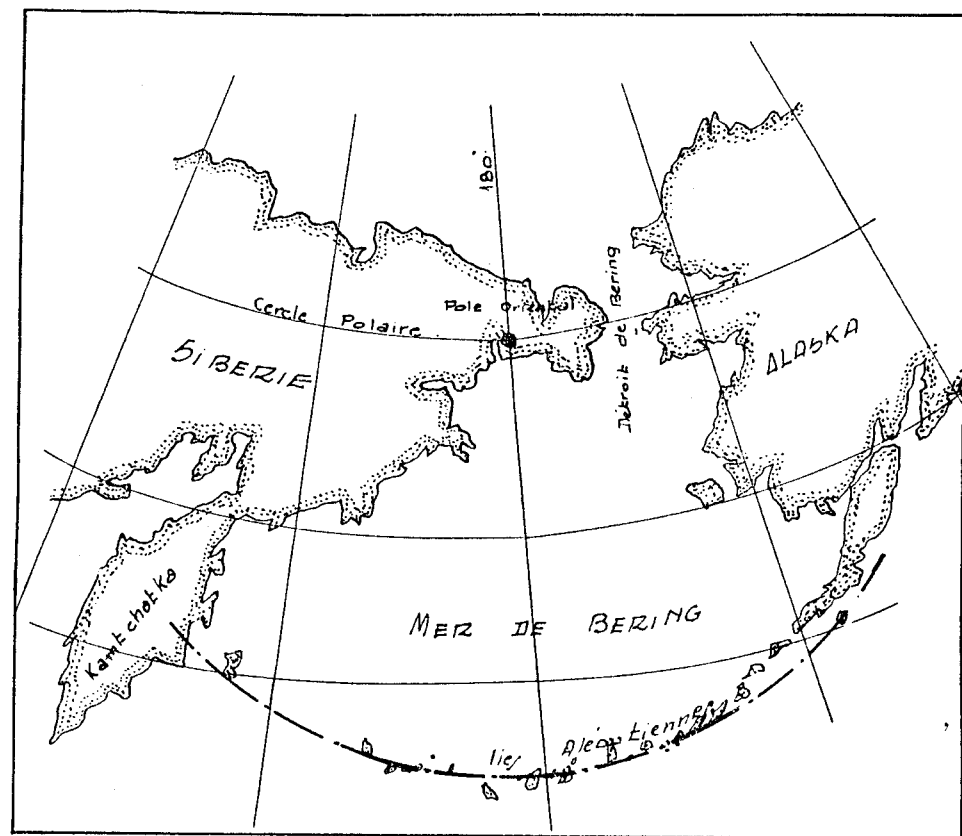 180°
Détroit de Bering
Cercle Polaire
Pole Oriental
SIBERIE
ALASKA
Kamtchatka
MER DE BERING
Iles Aléoutiennes